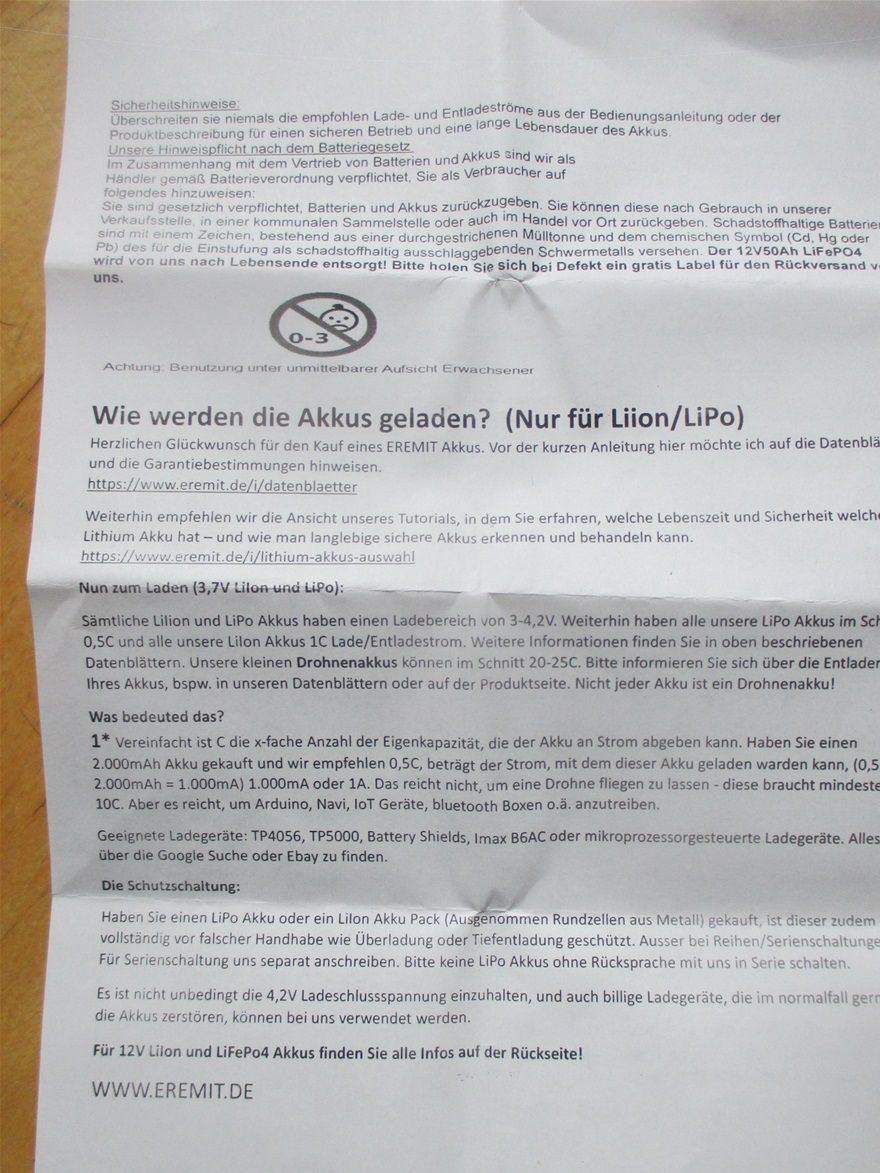 Sicherheitshinweise:
Überschreiten sie niemals die empfohlen Lade- und Entladeströme aus der Bedienungsanleitung oder der
Produktbeschreibung für einen sicheren Betrieb und eine lange Lebensdauer des Akkus.
Unsere Hinweispflicht nach dem Batteriegesetz
Im Zusammenhang mit dem Vertrieb von Batterien und Akkus sind wir als
Händler gemäß Batterieverordnung verpflichtet, Sie als Verbraucher auf
folgendes hinzuweisen:
Sie sind gesetzlich verpflichtet, Batterien und Akkus zurückzugeben. Sie können diese nach Gebrauch in unserer
Verkaufsstelle, in einer kommunalen Sammelstelle oder auch im Handel vor Ort zurückgeben. Schadstoffhaltige Batterien
sind mit einem Zeichen, bestehend aus einer durchgestrichenen Mülltonne und dem chemischen Symbol (Cd, Hg oder
Pb) des für die Einstufung als schadstoffhaltig ausschlaggebenden Schwermetalls versehen. Der 12V50Ah LiFePO4
wird von uns nach Lebensende entsorgt! Bitte holen Sie sich bei Defekt ein gratis Label für den Rückversand
uns.
0-3
Achtung: Benutzung unter unmittelbarer Aufsicht Erwachsener
Wie werden die Akkus geladen? (Nur für Liion/LiPo)
Herzlichen Glückwunsch für den Kauf eines EREMIT Akkus. Vor der kurzen Anleitung hier möchte ich auf die
und die Garantiebestimmungen hinweisen.
https://www.eremit.de/i/datenblaetter
Weiterhin empfehlen wir die Ansicht unseres Tutorials, in dem Sie erfahren, welche Lebenszeit und Sicherheit
Lithium Akku hat – und wie man langlebige sichere Akkus erkennen und behandeln kann.
https://www.eremit.de/i/lithium-akkus-auswahl
Nun zum Laden (3,7V LiIon und LiPo):
Sämtliche LiIion und LiPo Akkus haben einen Ladebereich von 3-4,2V. Weiterhin haben alle unsere LiPo Akkus im
0,5C und alle unsere LiIon Akkus 1C Lade/Entladestrom. Weitere Informationen finden Sie in oben beschriebenen
Datenblättern. Unsere kleinen Drohnenakkus können im Schnitt 20-25C. Bitte informieren Sie sich über die
Ihres Akkus, bspw. in unseren Datenblättern oder auf der Produktseite. Nicht jeder Akku ist ein Drohnenakku!
Was bedeuted das?
1* Vereinfacht ist C die x-fache Anzahl der Eigenkapazität, die der Akku an Strom abgeben kann. Haben Sie einen
2.000mAh Akku gekauft und wir empfehlen 0,5C, beträgt der Strom, mit dem dieser Akku geladen warden kann, (0,5
2.000mAh = 1.000mA) 1.000mA oder 1A. Das reicht nicht, um eine Drohne fliegen zu lassen - diese braucht
10C. Aber es reicht, um Arduino, Navi, IoT Geräte, bluetooth Boxen o.ä. anzutreiben.
Geeignete Ladegeräte: TP4056, TP5000, Battery Shields, Imax B6AC oder mikroprozessorgesteuerte Ladegeräte. Alles
über die Google Suche oder Ebay zu finden.
Die Schutzschaltung:
Haben Sie einen LiPo Akku oder ein LiIon Akku Pack (Ausgenommen Rundzellen aus Metall) gekauft, ist dieser zudem
vollständig vor falscher Handhabe wie Überladung oder Tiefentladung geschützt. Ausser bei
Für Serienschaltung uns separat anschreiben. Bitte keine LiPo Akkus ohne Rücksprache mit uns in Serie schalten.
Es ist nicht unbedingt die 4,2V Ladeschlussspannung einzuhalten, und auch billige Ladegeräte, die im normalfall
die Akkus zerstören, können bei uns verwendet werden.
Für 12V LiIon und LiFePo4 Akkus finden Sie alle Infos auf der Rückseite!
WWW.EREMIT.DE